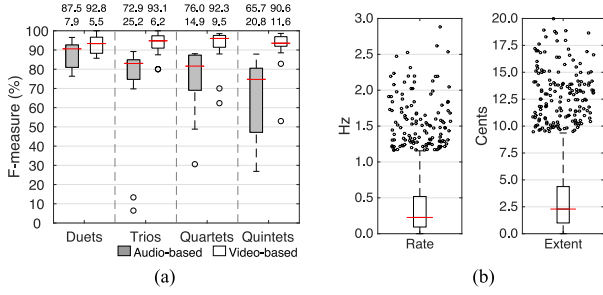 87.5 92.8 72.9 93.1 76.0 92.3 65.7 90.6
7.9 5.5 25.2 6.2 14.9 9.5 20.8 11.6
100
90
80
70
60
50
40
30
20
10
0
F-measure (%)
Duets Trios Quartets Quintets
Audio-based Video-based
(a)
3.0
2.5
2.0
1.5
1.0
0.5
0.0
Hz
Rate
20.0
17.5
15.0
12.5
10.0
7.5
5.0
2.5
0.0
Cents
Extent
(b)